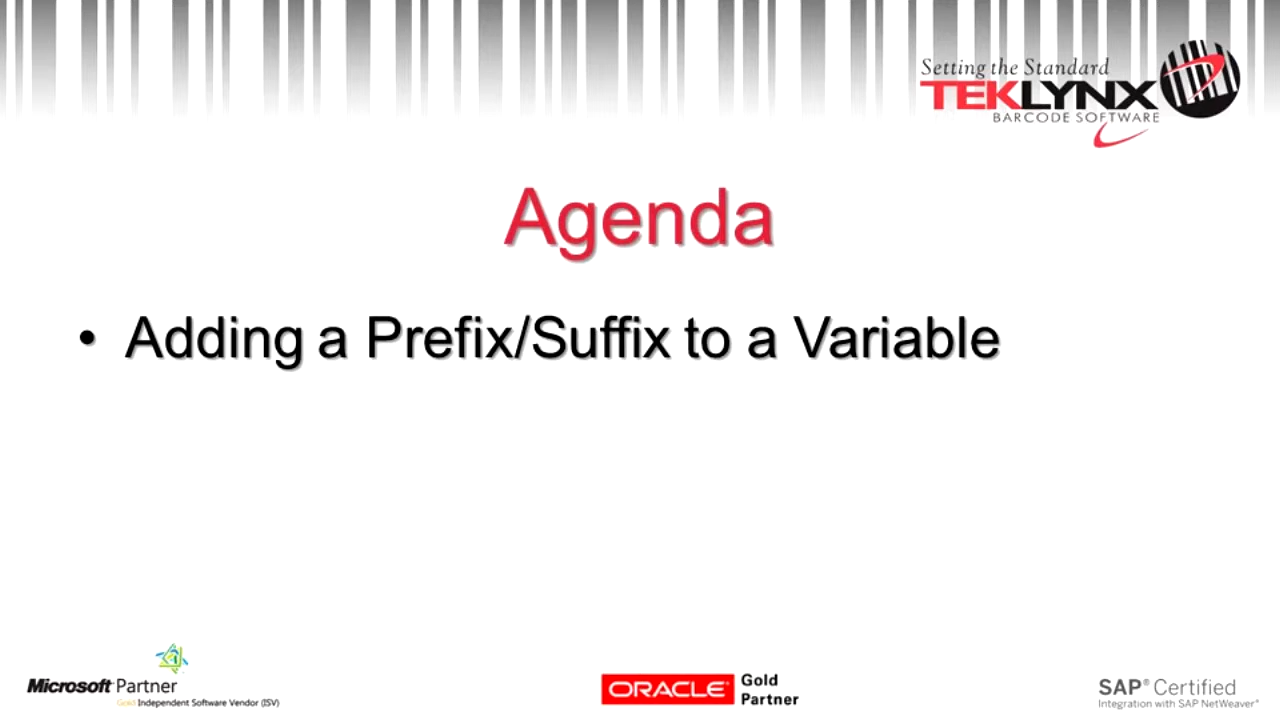 Setting the Standard
TEKLYNX
BARCODE SOFTWARE
Agenda
• Adding a Prefix/Suffix to a Variable
Microsoft Partner
Gold Independent Software Vendor (ISV)
ORACLE Gold
Partner
SAP® Certified
Integration with SAP NetWeaver®